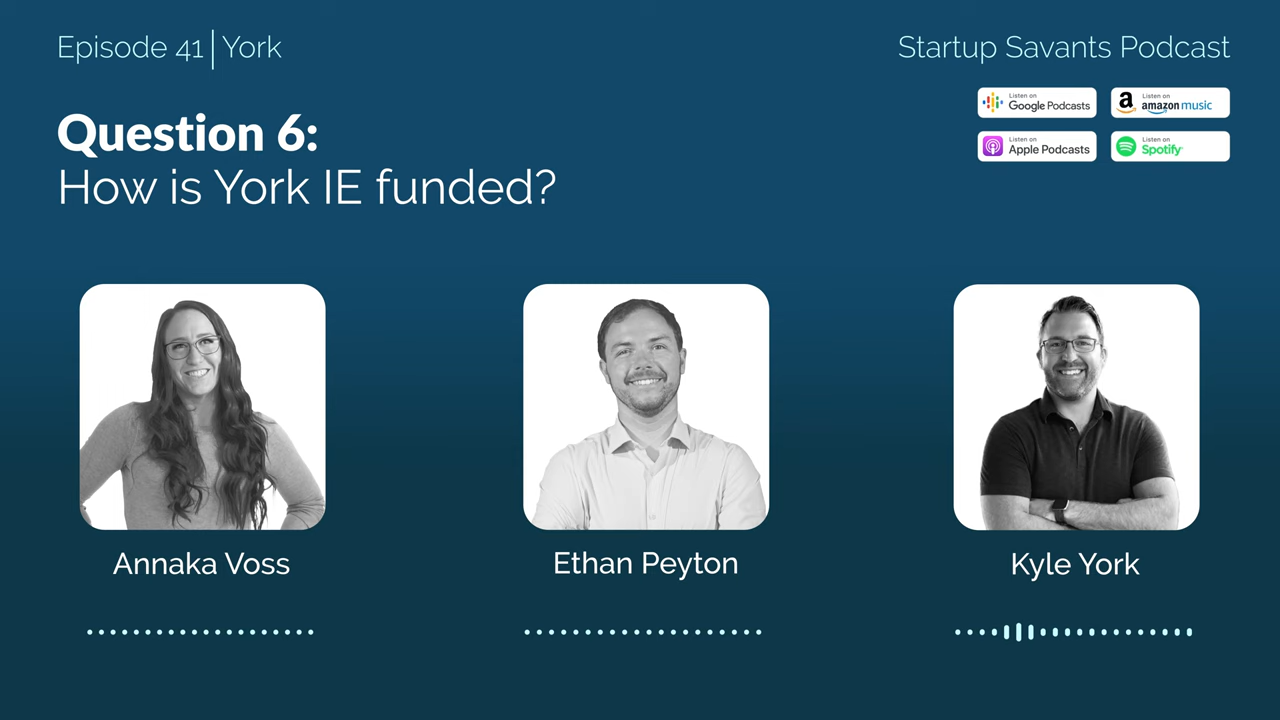 Episode 41 | York
Startup Savants Podcast
Listen on
Google Podcasts
Listen on
amazon music
Listen on
Apple Podcasts
Listen on
Spotify
Question 6:
How is York IE funded?
Annaka Voss
Ethan Peyton
Kyle York